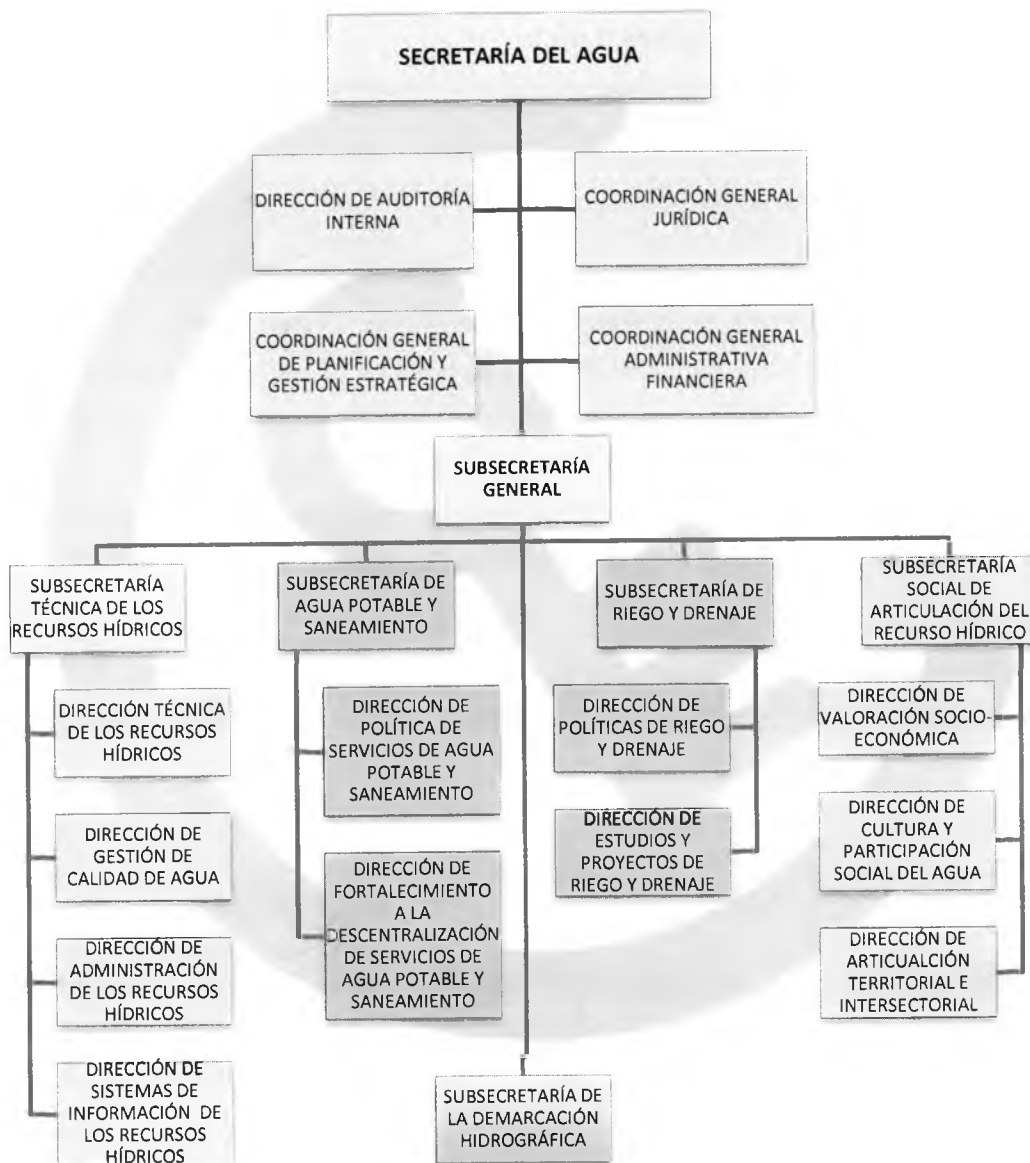 SECRETARÍA DEL AGUA
DIRECCIÓN DE AUDITORÍA
INTERNA
COORDINACIÓN GENERAL
JURÍDICA
COORDINACIÓN GENERAL
DE PLANIFICACIÓN Y
GESTIÓN ESTRATÉGICA
COORDINACIÓN GENERAL
ADMINISTRATIVA
FINANCIERA
SUBSECRETARÍA
GENERAL
SUBSECRETARÍA
TÉCNICA DE LOS
RECURSOS HÍDRICOS
DIRECCIÓN TÉCNICA
DE LOS RECURSOS
HÍDRICOS
DIRECCIÓN DE
GESTIÓN DE
CALIDAD DE AGUA
DIRECCIÓN DE
ADMINISTRACIÓN
DE LOS RECURSOS
HÍDRICOS
DIRECCIÓN DE
SISTEMAS DE
INFORMACIÓN DE
LOS RECURSOS
HÍDRICOS
SUBSECRETARÍA DE
AGUA POTABLE Y
SANEAMIENTO
DIRECCIÓN DE
POLÍTICA DE
SERVICIOS DE AGUA
POTABLE Y
SANEAMIENTO
DIRECCIÓN DE
FORTALECIMIENTO
A LA
DESCENTRALIZACIÓN
DE SERVICIOS DE
AGUA POTABLE Y
SANEAMIENTO
SUBSECRETARÍA DE
RIEGO Y DRENAJE
DIRECCIÓN DE
POLÍTICAS DE RIEGO
Y DRENAJE
DIRECCIÓN DE
ESTUDIOS Y
PROYECTOS DE
RIEGO Y DRENAJE
SUBSECRETARÍA
SOCIAL DE
ARTICULACIÓN DEL
RECURSO HÍDRICO
DIRECCIÓN DE
VALORACIÓN SOCIO-
ECONÓMICA
DIRECCIÓN DE
CULTURA Y
PARTICIPACIÓN
SOCIAL DEL AGUA
DIRECCIÓN DE
ARTICUALCIÓN
TERRITORIAL E
INTERSECTORIAL
SUBSECRETARÍA DE
LA DEMARCACIÓN
HIDROGRÁFICA